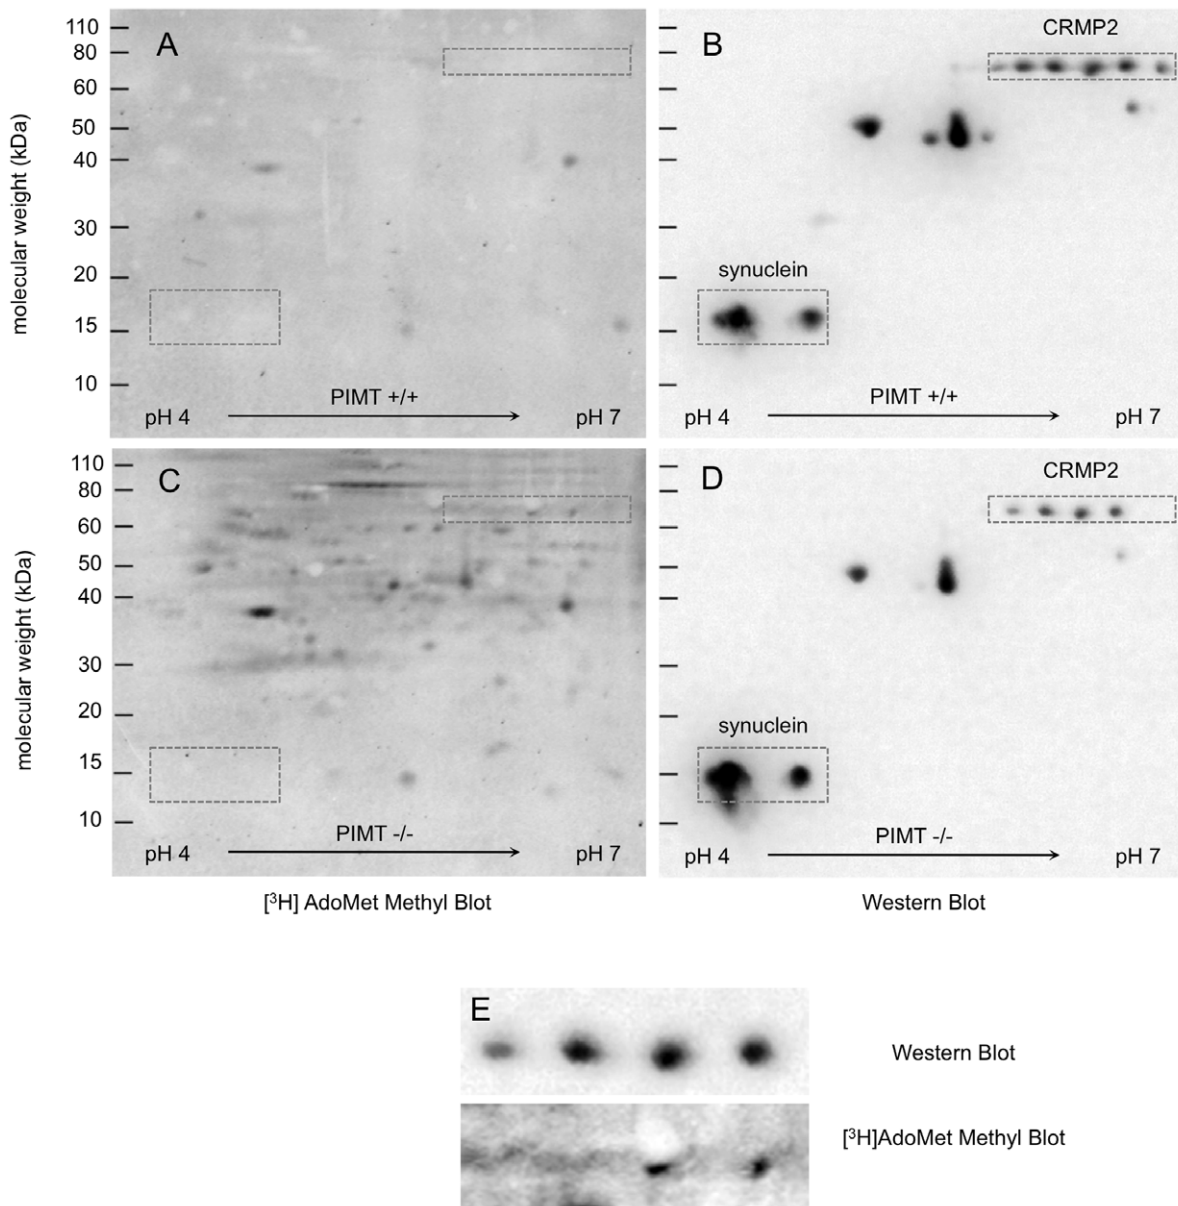 A
110
80
60
50
40
30
20
15
10
molecular weight (kDa)
PIMT +/+
pH 4
pH 7
B
CRMP2
synuclein
PIMT +/+
pH 4
pH 7
C
110
80
60
50
40
30
20
15
10
molecular weight (kDa)
PIMT -/-
pH 4
pH 7
[³H] AdoMet Methyl Blot
D
CRMP2
synuclein
PIMT -/-
pH 4
pH 7
Western Blot
E
Western Blot
[³H]AdoMet Methyl Blot